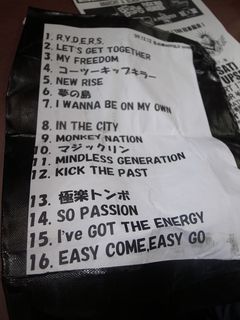 1. R.Y.DER.S.
2. LET'S GET TOGETHER
3. MY FREEDOM
4. コーツーキップキラー
5. NEW RISE
6. 夢の島
7. I WANNA BE ON MY OWN
8. IN THE CITY
9. MONKEY NATION
10. マジックリン
11. MINDLESS GENERATION
12. KICK THE PAST
13. 極楽トンボ
14. SO PASSION
15. I've GOT THE ENERGY
16. EASY COME,EASY GO